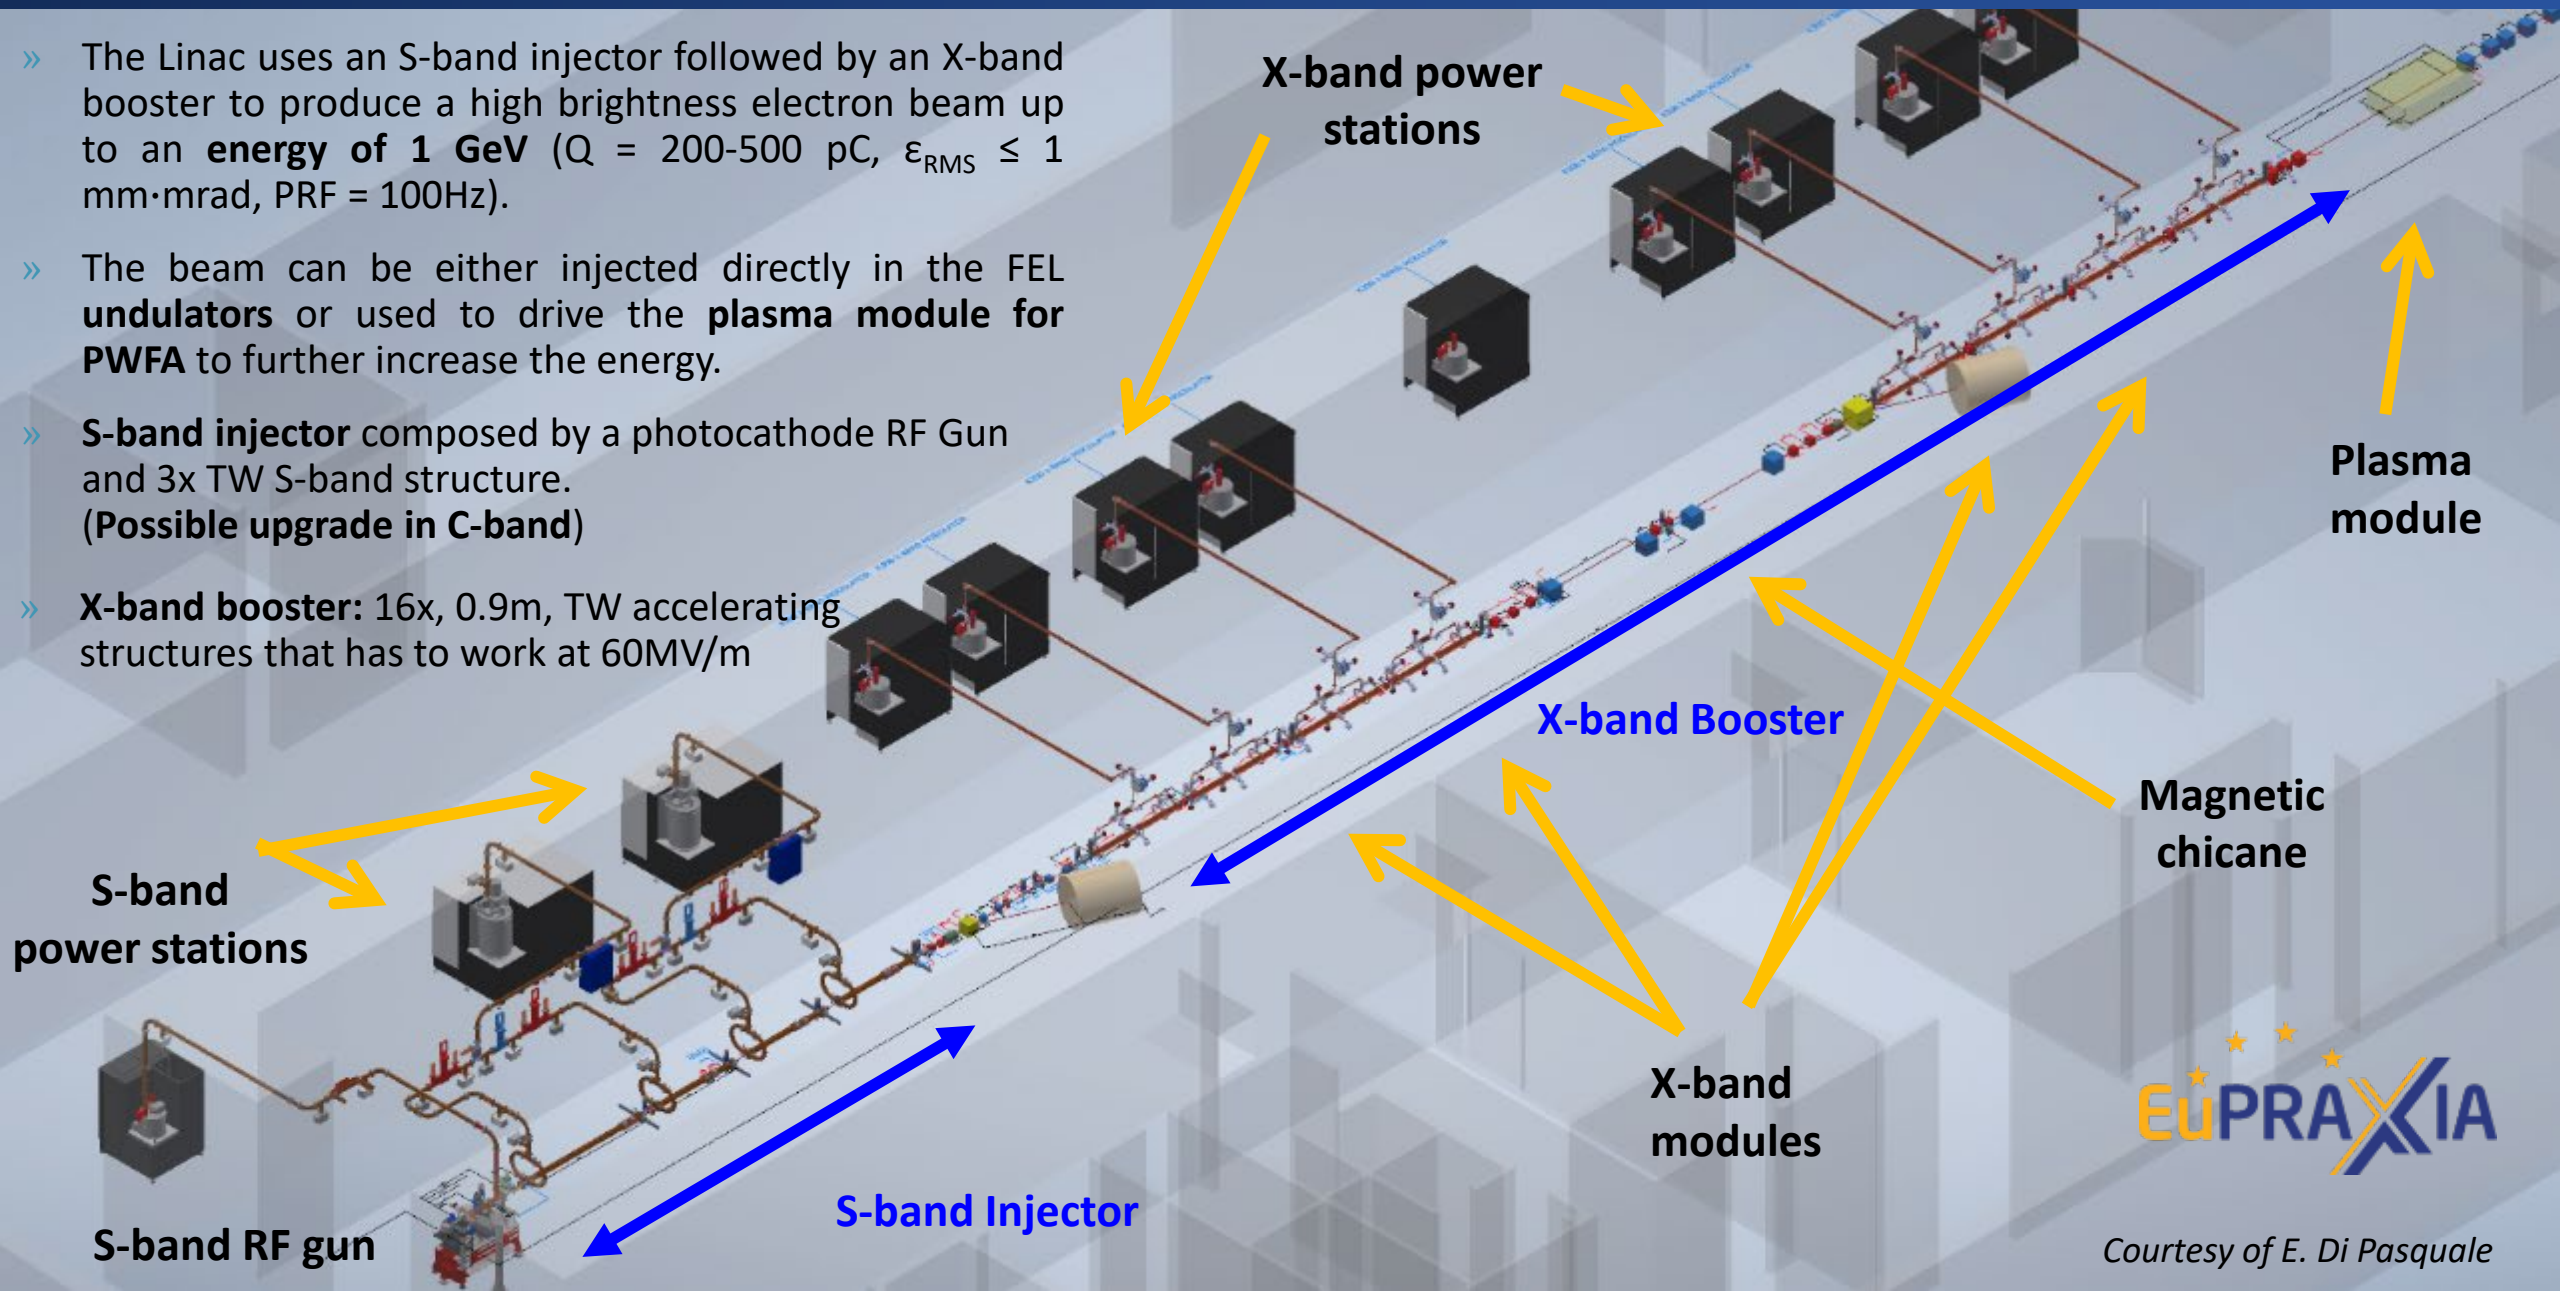 » The Linac uses an S-band injector followed by an X-band
booster to produce a high brightness electron beam up
to an energy of 1 GeV (Q = 200-500 pC, εRMS ≤ 1
mm·mrad, PRF = 100Hz).
» The beam can be either injected directly in the FEL
undulators or used to drive the plasma module for
PWFA to further increase the energy.
» S-band injector composed by a photocathode RF Gun
and 3x TW S-band structure.
(Possible upgrade in C-band)
» X-band booster: 16x, 0.9m, TW accelerating
structures that has to work at 60MV/m
X-band power
stations
Plasma
module
X-band Booster
Magnetic
chicane
S-band
power stations
X-band
modules
S-band Injector
S-band RF gun
EuPRAXIA
Courtesy of E. Di Pasquale